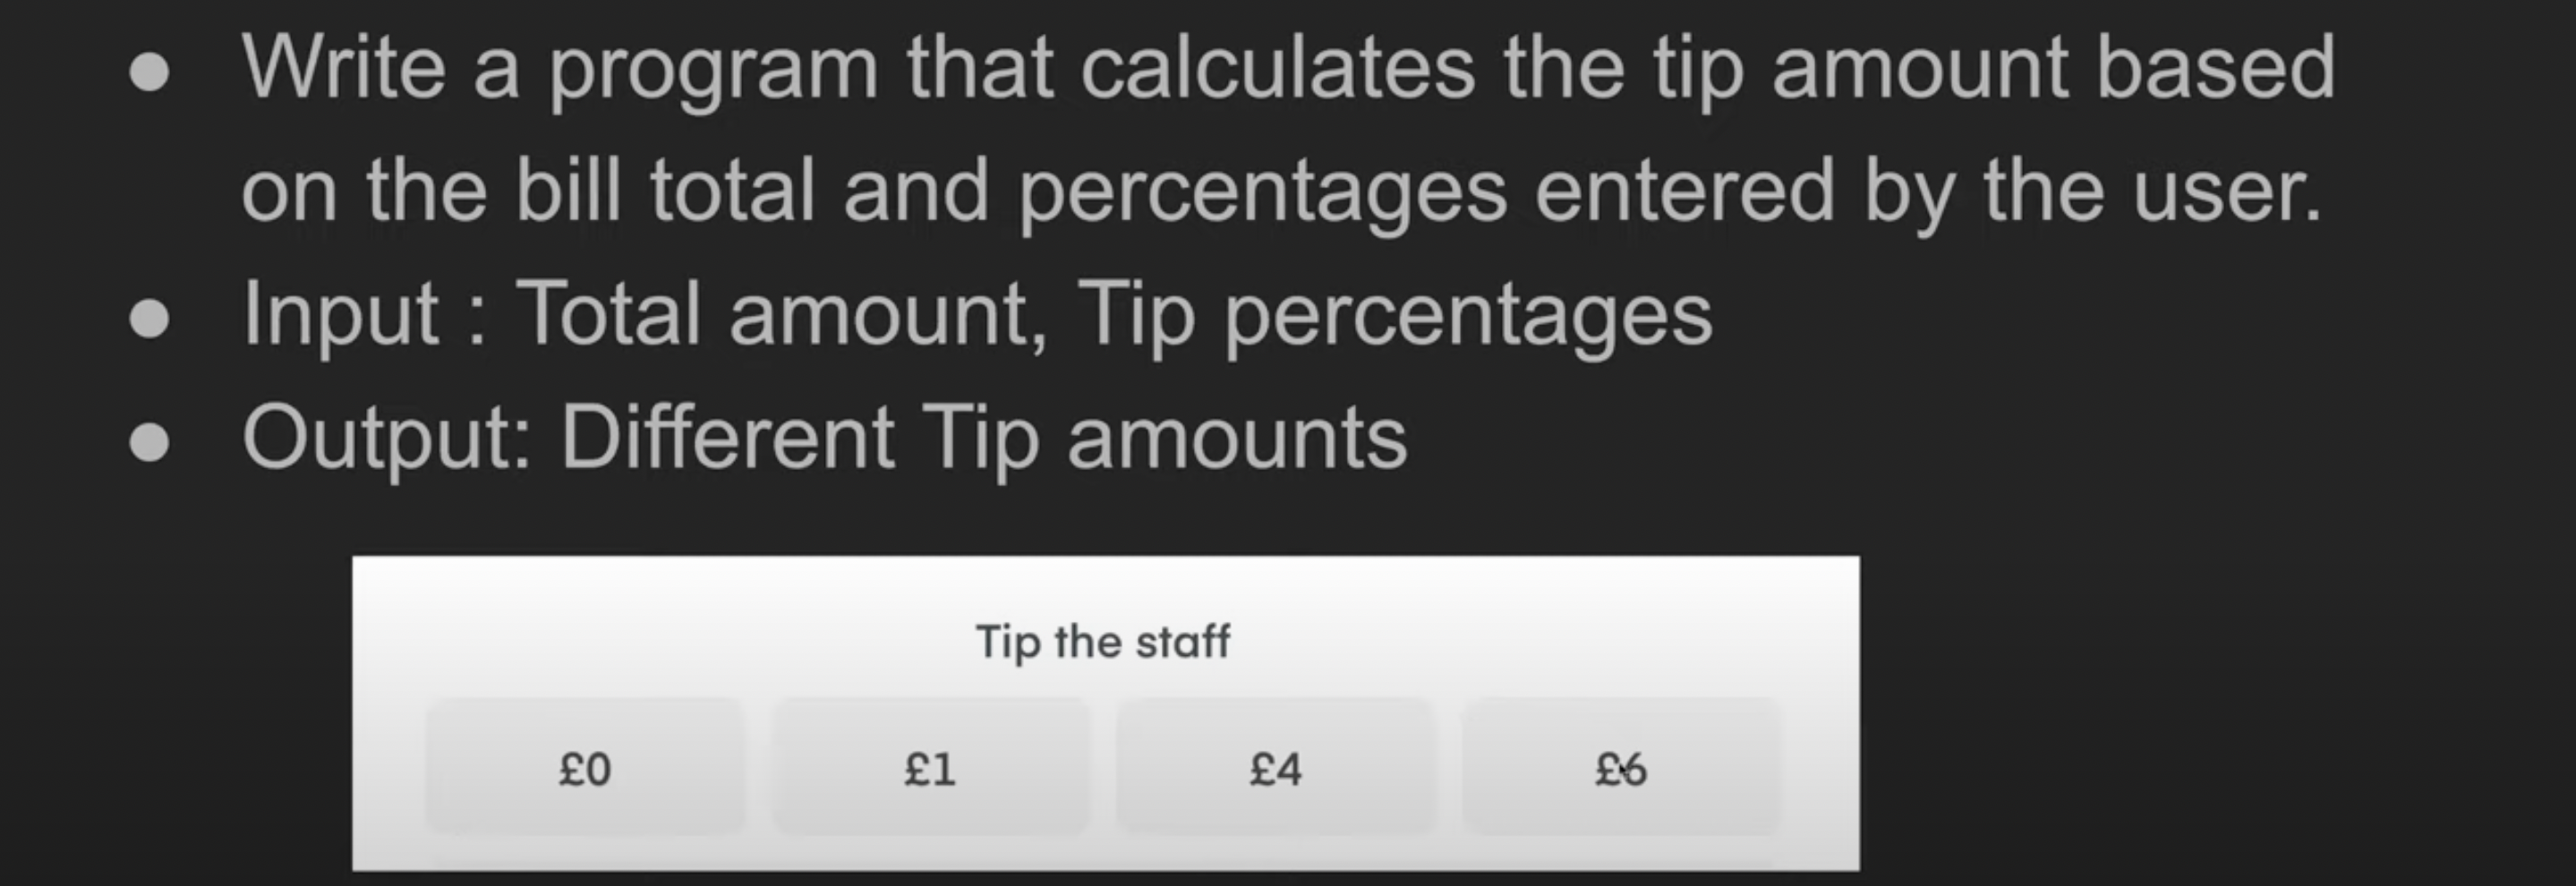 ● Write a program that calculates the tip amount based
on the bill total and percentages entered by the user.
● Input : Total amount, Tip percentages
● Output: Different Tip amounts
Tip the staff
£0 £1 £4 £6